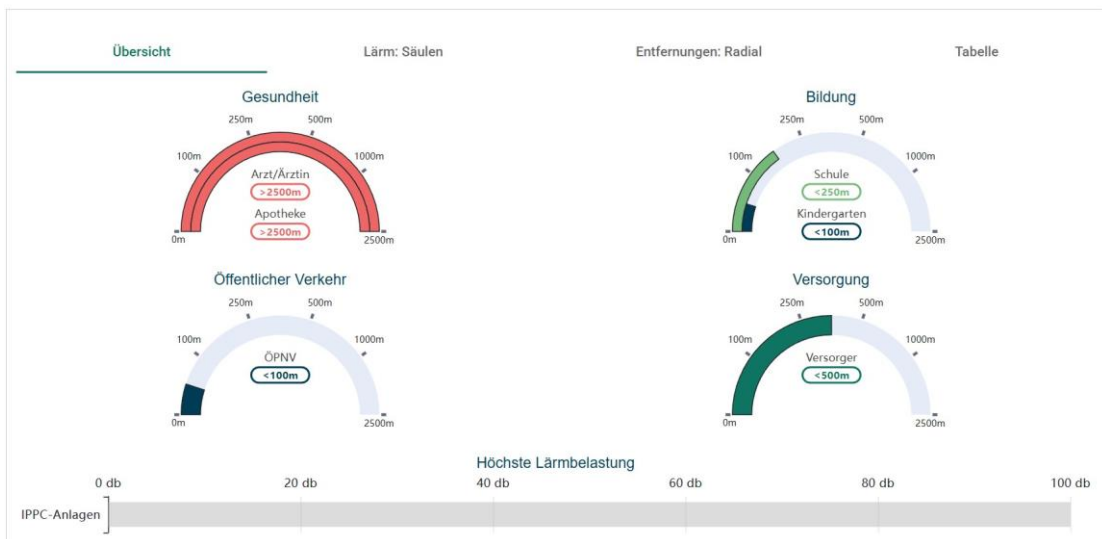 Übersicht
Lärm: Säulen
Entfernungen: Radial
Tabelle
Gesundheit
250m
500m
100m
1000m
Arzt/Ärztin
>2500m
Apotheke
>2500m
0m
2500m
Bildung
250m
500m
100m
1000m
Schule
<250m
Kindergarten
<100m
0m
2500m
Öffentlicher Verkehr
250m
500m
100m
1000m
ÖPNV
<100m
0m
2500m
Versorgung
250m
500m
100m
1000m
Versorger
<500m
0m
2500m
Höchste Lärmbelastung
0 db
20 db
40 db
60 db
80 db
100 db
IPPC-Anlagen